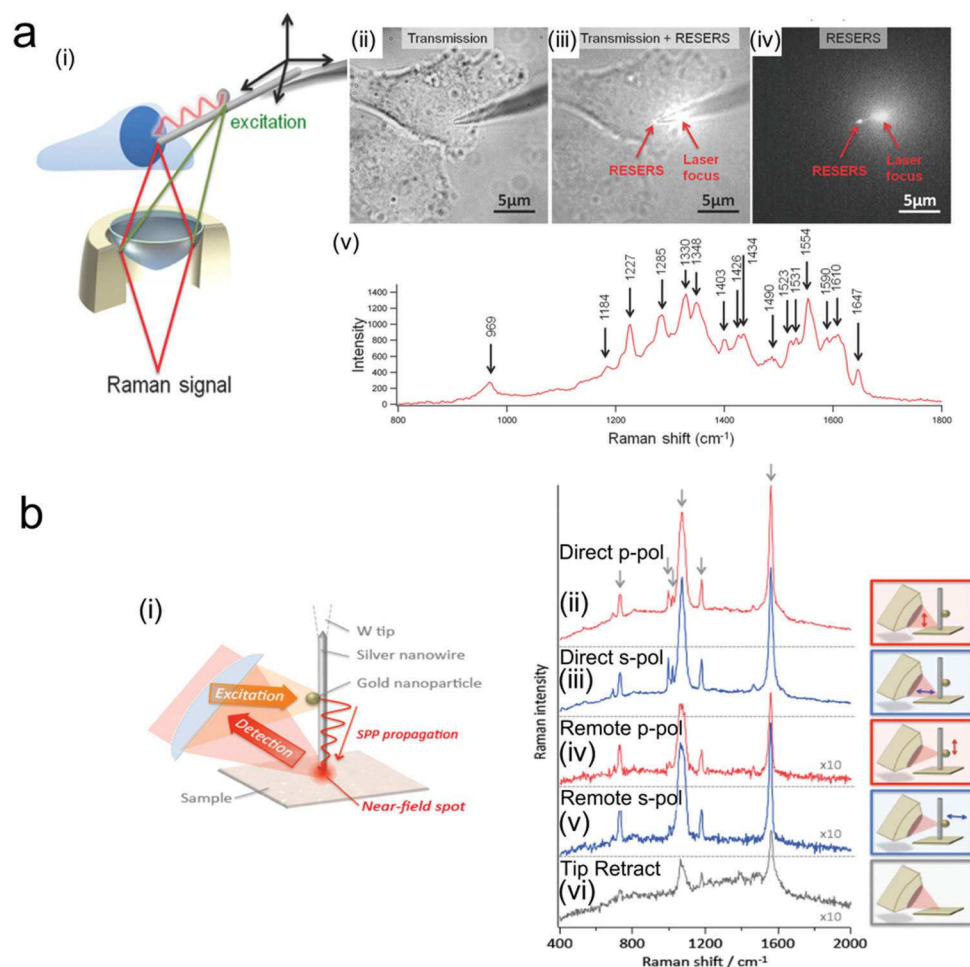 a
(i)
excitation
Raman signal
(ii)
Transmission
5µm
(iii)
Transmission + RESERS
RESERS
Laser
focus
5µm
(iv)
RESERS
RESERS
Laser
focus
5µm
(v)
969
1184
1227
1285
1330
1348
1403
1426
1434
1490
1523
1531
1554
1590
1610
1647
Intensity
1400
1200
1000
800
600
400
200
0
800
1000
1200
1400
1600
1800
Raman shift (cm-1)
b
(i)
W tip
Silver nanowire
Gold nanoparticle
Excitation
Detection
SPP propagation
Sample
Near-field spot
Raman intensity
Direct p-pol
(ii)
Direct s-pol
(iii)
Remote p-pol
(iv)
x10
Remote s-pol
(v)
x10
Tip Retract
(vi)
x10
400
800
1200
1600
2000
Raman shift / cm-1